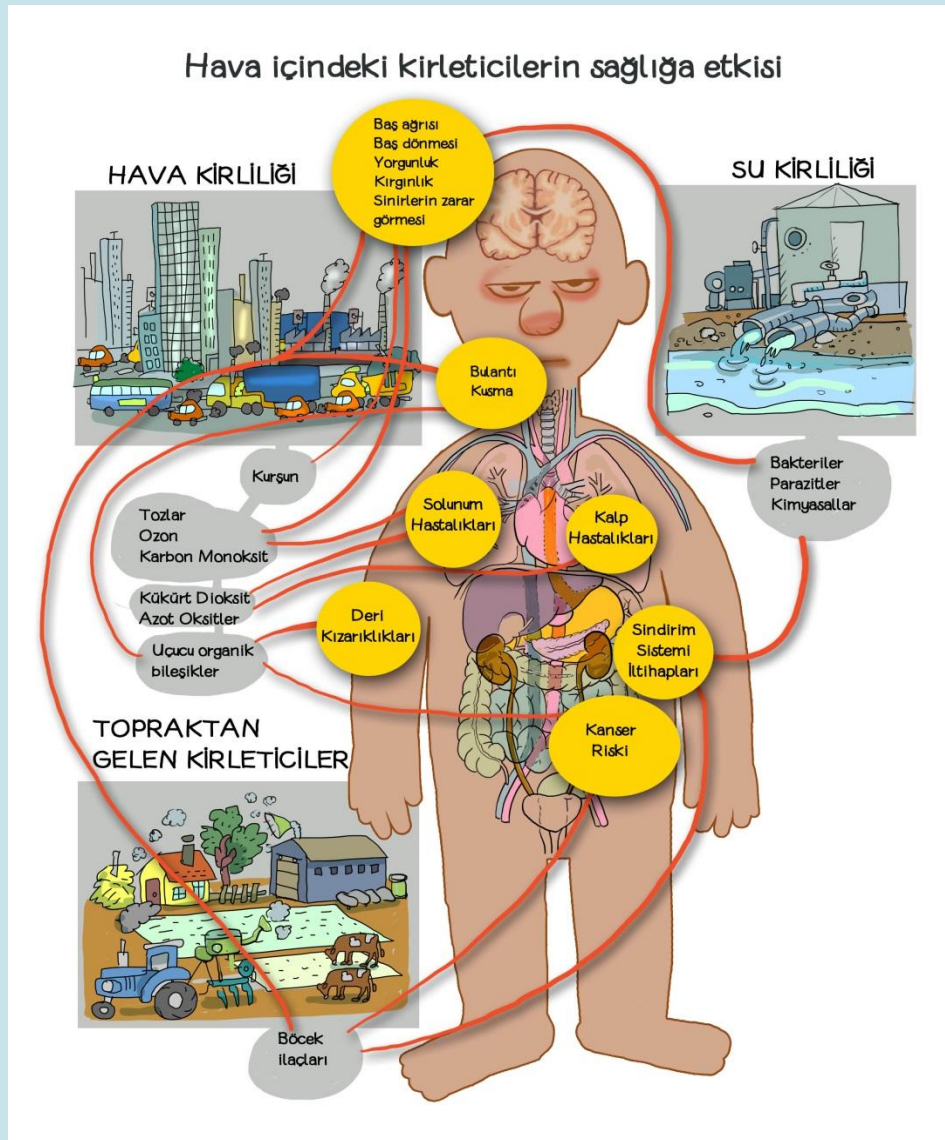 Hava içindeki kirleticilerin sağlığa etkisi
Baş ağrısı
Baş dönmesi
Yorgunluk
Kırgınlık
Sinirlerin zarar
görmesi
HAVA KİRLİLİĞİ
SU KİRLİLİĞİ
Bulantı
Kusma
Kurşun
Bakteriler
Parazitler
Kimyasallar
Tozlar
Ozon
Karbon Monoksit
Solunum
Hastalıkları
Kalp
Hastalıkları
Kükürt Dioksit
Azot Oksitler
Deri
Kızarıklıkları
Uçucu organik
bileşikler
Sindirim
Sistemi
İltihapları
Kanser
Riski
TOPRAKTAN
GELEN KİRLETİCİLER
Böcek
ilaçları